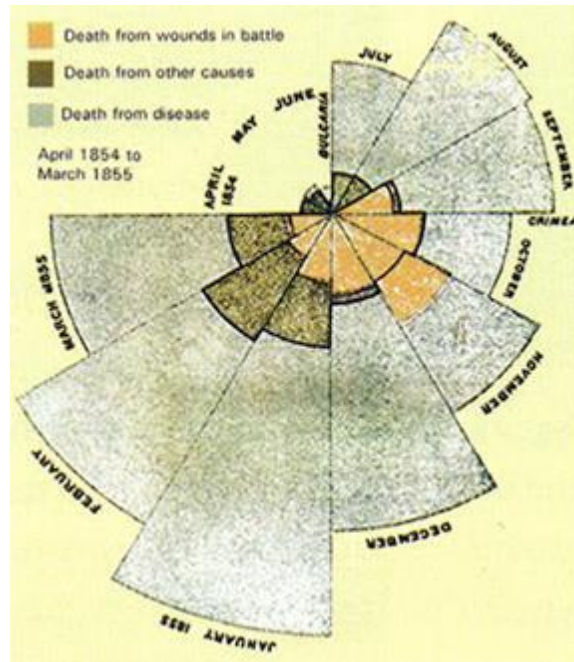 Death from wounds in battle
Death from other causes
Death from disease
April 1854 to
March 1855
APRIL
1854
MAY
JUNE
BULGARIA
JULY
AUGUST
SEPTEMBER
CRIMEA
OCTOBER
NOVEMBER
DECEMBER
JANUARY 1855
FEBRUARY
MARCH 1855